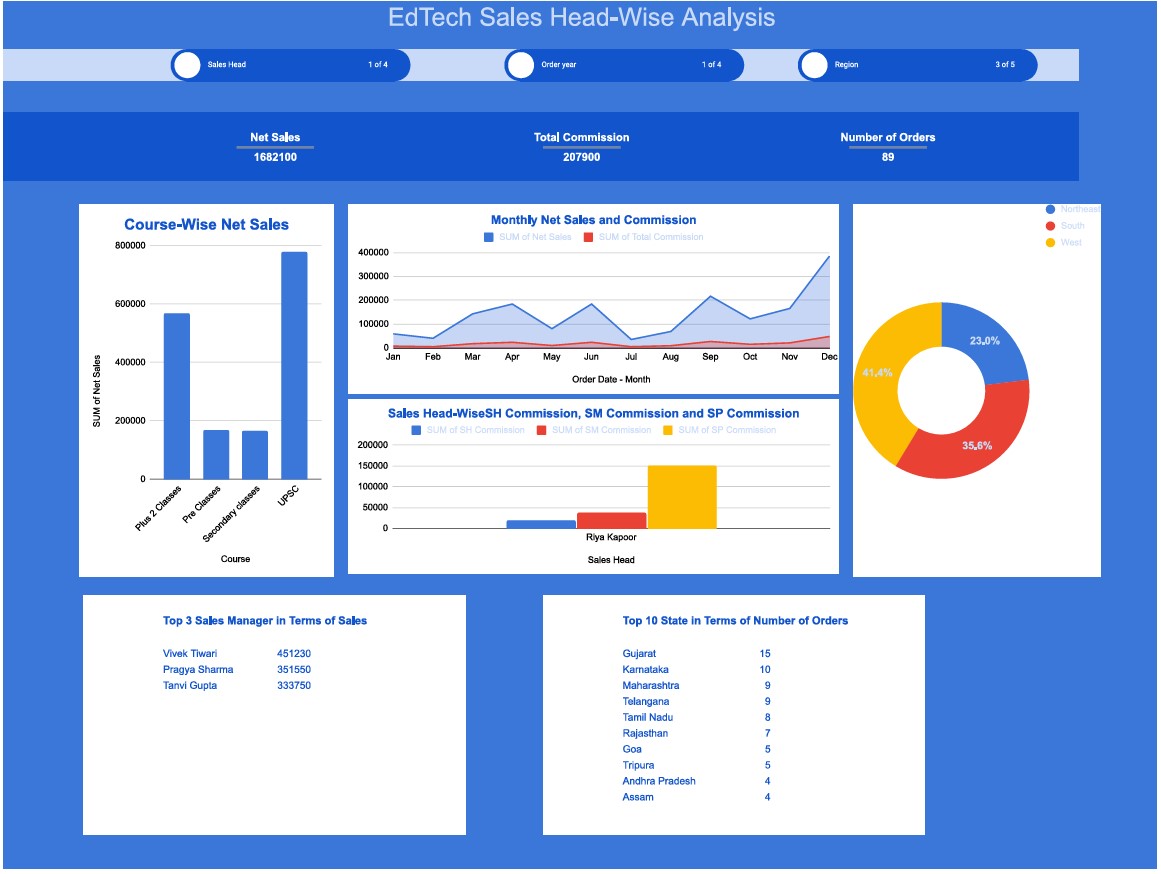 EdTech Sales Head-Wise Analysis
Sales Head 1 of 4
Order year 1 of 4
Region 3 of 5
Net Sales
1682100
Total Commission
207900
Number of Orders
89
Course-Wise Net Sales
800000
600000
400000
200000
0
SUM of Net Sales
Plus 2 Classes
Pre Classes
Secondary classes
UPSC
Course
Monthly Net Sales and Commission
SUM of Net Sales SUM of Total Commission
400000
300000
200000
100000
0
Jan Feb Mar Apr May Jun Jul Aug Sep Oct Nov Dec
Order Date - Month
Sales Head-WiseSH Commission, SM Commission and SP Commission
SUM of SH Commission SUM of SM Commission SUM of SP Commission
200000
150000
100000
50000
0
Riya Kapoor
Sales Head
Northeast
South
West
23.0%
41.4%
35.6%
Top 3 Sales Manager in Terms of Sales
Vivek Tiwari 451230
Pragya Sharma 351550
Tanvi Gupta 333750
Top 10 State in Terms of Number of Orders
Gujarat 15
Karnataka 10
Maharashtra 9
Telangana 9
Tamil Nadu 8
Rajasthan 7
Goa 5
Tripura 5
Andhra Pradesh 4
Assam 4